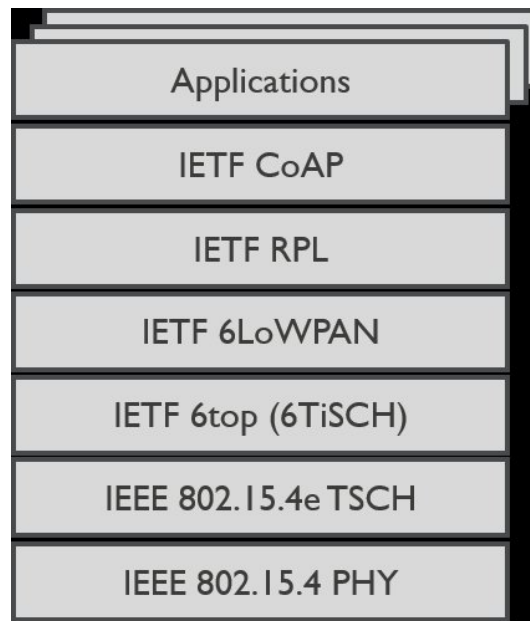 Applications
IETF CoAP
IETF RPL
IETF 6LoWPAN
IETF 6top (6TiSCH)
IEEE 802.15.4e TSCH
IEEE 802.15.4 PHY